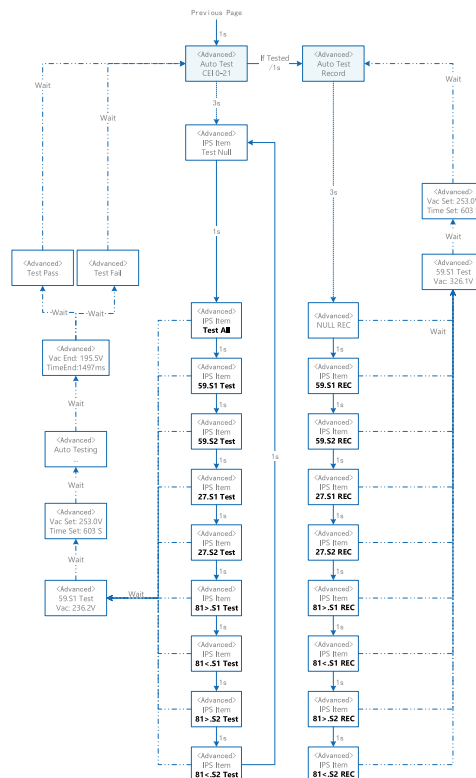 Previous Page
1s
<Advanced>
Auto Test
CEI 0-21
If Tested
/1s
<Advanced>
Auto Test
Record
Wait
Wait
Wait
3s
<Advanced>
IPS Item
Test Null
3s
<Advanced>
Vac Set: 253.0V
Time Set: 603
Wait
1s
<Advanced>
Test Pass
<Advanced>
Test Fail
<Advanced>
59.S1 Test
Vac: 326.1V
Wait
Wait
<Advanced>
IPS Item
Test All
<Advanced>
NULL REC
Wait
1s
1s
<Advanced>
Vac End: 195.5V
TimeEnd:1497ms
<Advanced>
IPS Item
59.S1 Test
<Advanced>
IPS Item
59.S1 REC
Wait
1s
1s
<Advanced>
Auto Testing
..
<Advanced>
IPS Item
59.S2 Test
1s
<Advanced>
IPS Item
59.S2 REC
Wait
1s
1s
<Advanced>
Vac Set: 253.0V
Time Set: 603 S
<Advanced>
IPS Item
27.S1 Test
<Advanced>
IPS Item
27.S1 REC
1s
1s
<Advanced>
IPS Item
27.S2 Test
<Advanced>
IPS Item
27.S2 REC
Wait
1s
1s
<Advanced>
59.S1 Test
Vac: 236.2V
Wait
<Advanced>
IPS Item
81>.S1 Test
<Advanced>
IPS Item
81>.S1 REC
1s
1s
<Advanced>
IPS Item
81<.S1 Test
<Advanced>
IPS Item
81<.S1 REC
1s
1s
<Advanced>
IPS Item
81>.S2 Test
<Advanced>
IPS Item
81>.S2 REC
1s
1s
<Advanced>
IPS Item
81<.S2 Test
<Advanced>
IPS Item
81<.S2 REC